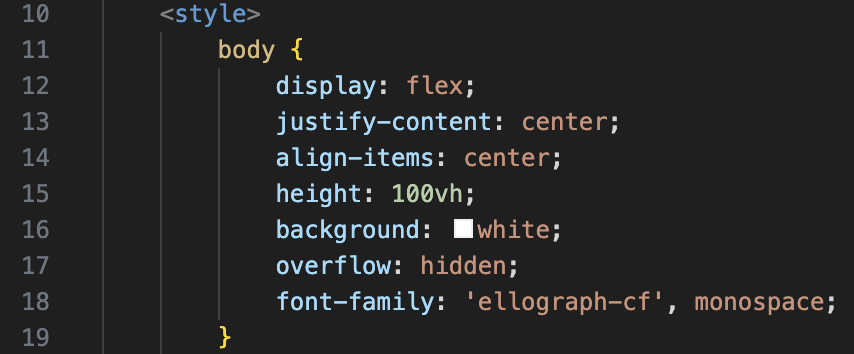 10 <style>
11 body {
12 display: flex;
13 justify-content: center;
14 align-items: center;
15 height: 100vh;
16 background: white;
17 overflow: hidden;
18 font-family: 'ellograph-cf', monospace;
19 }